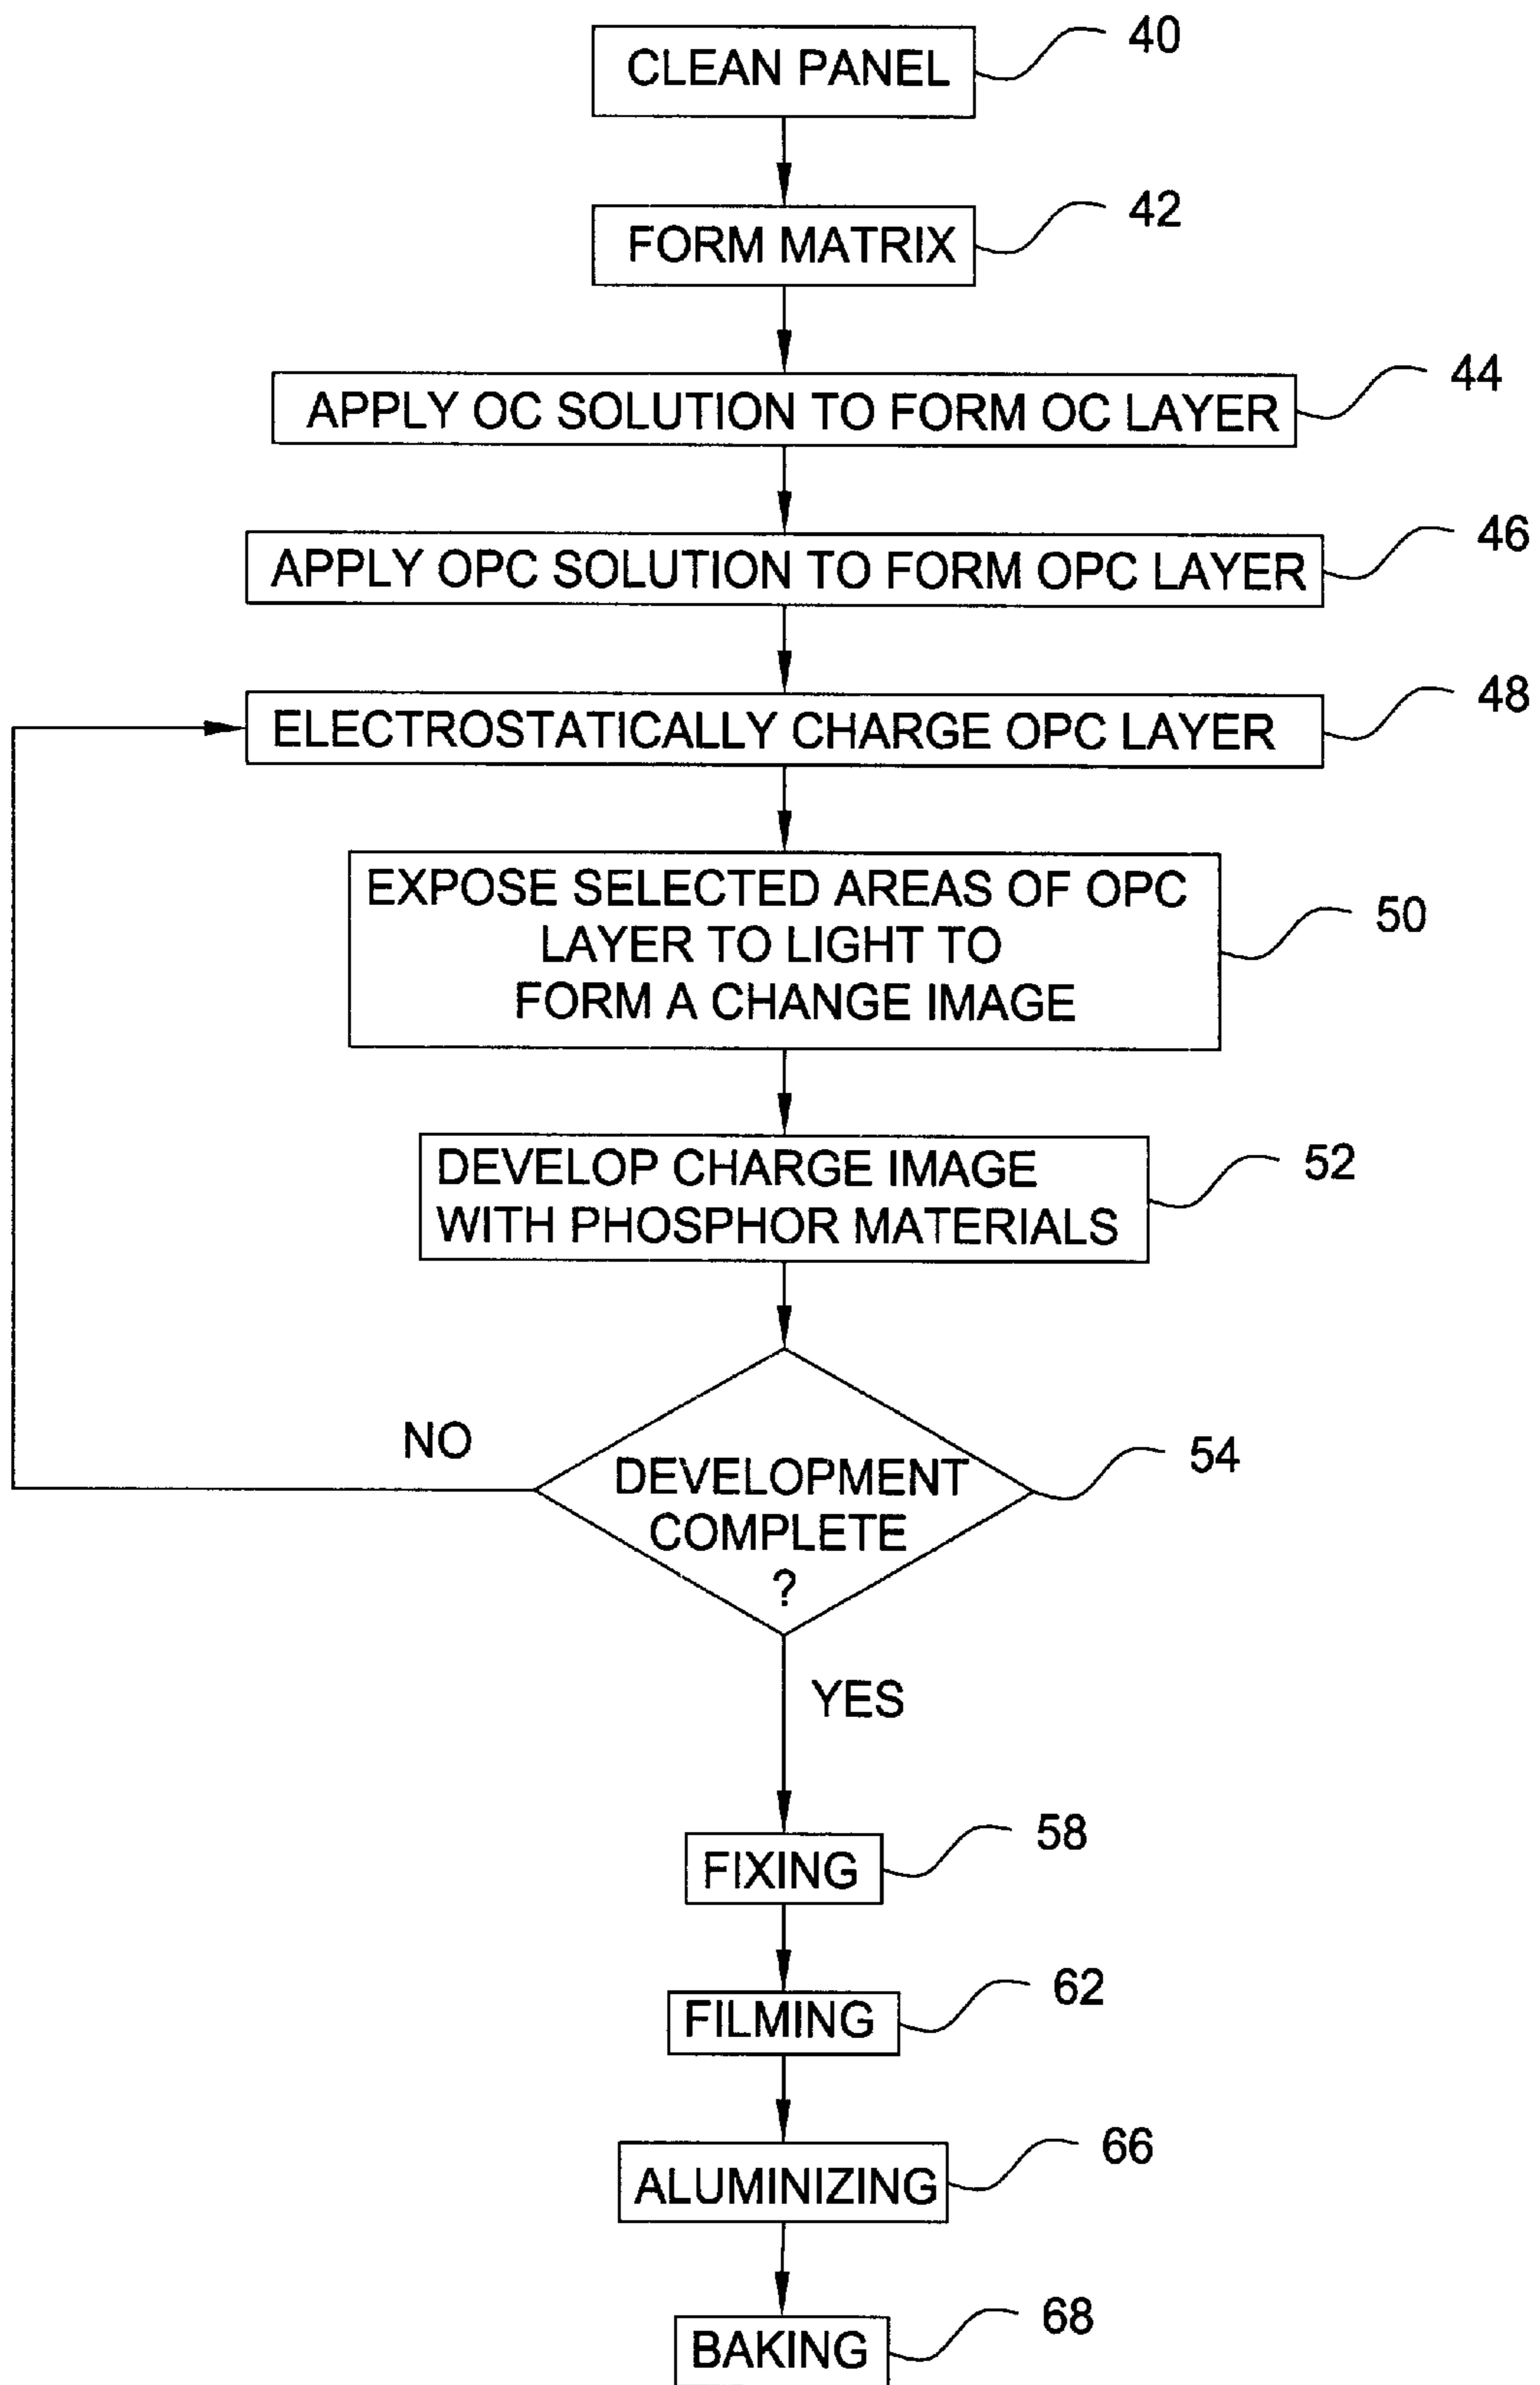 CLEAN PANEL
40
FORM MATRIX
42
APPLY OC SOLUTION TO FORM OC LAYER
44
APPLY OPC SOLUTION TO FORM OPC LAYER
46
ELECTROSTATICALLY CHARGE OPC LAYER
48
EXPOSE SELECTED AREAS OF OPC
LAYER TO LIGHT TO
FORM A CHANGE IMAGE
50
DEVELOP CHARGE IMAGE
WITH PHOSPHOR MATERIALS
52
NO
DEVELOPMENT
COMPLETE
?
54
YES
FIXING
58
FILMING
62
ALUMINIZING
66
BAKING
68